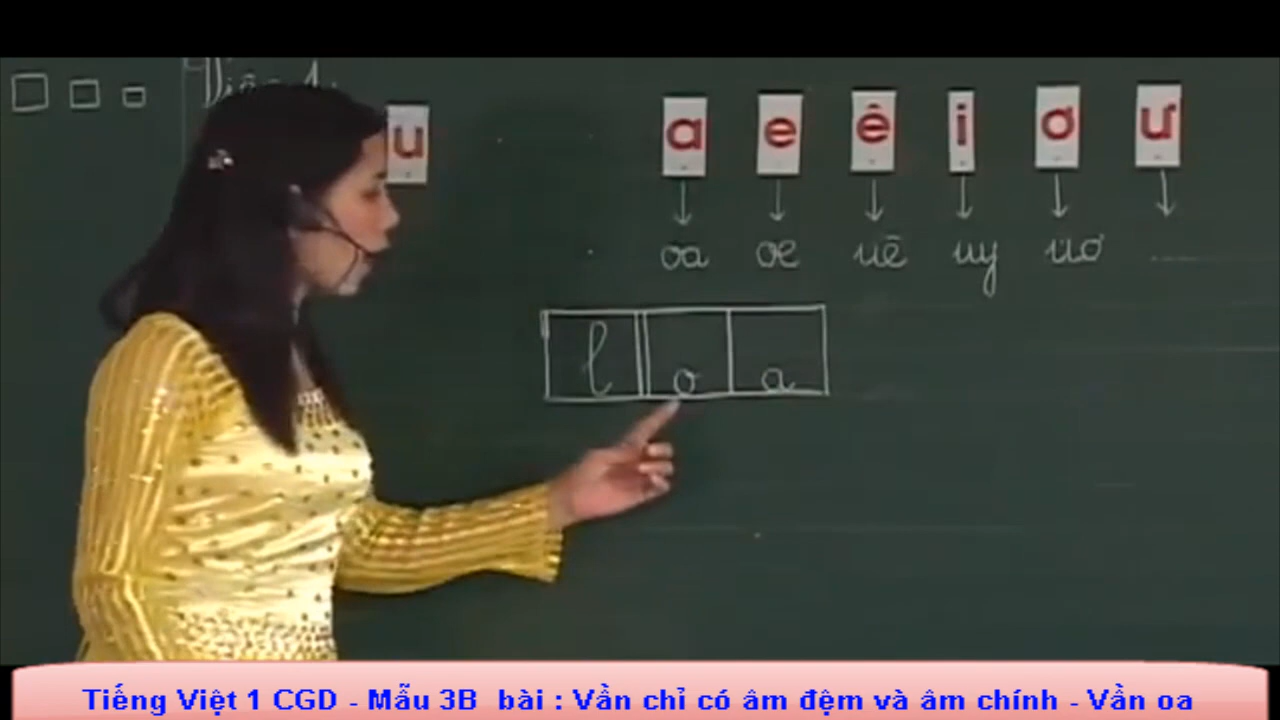 u a e ê i ơ ư
oa oe uê uy uơ
l o a
Tiếng Việt 1 CGD - Mẫu 3B bài : Vần chỉ có âm đệm và âm chính - Vần oa